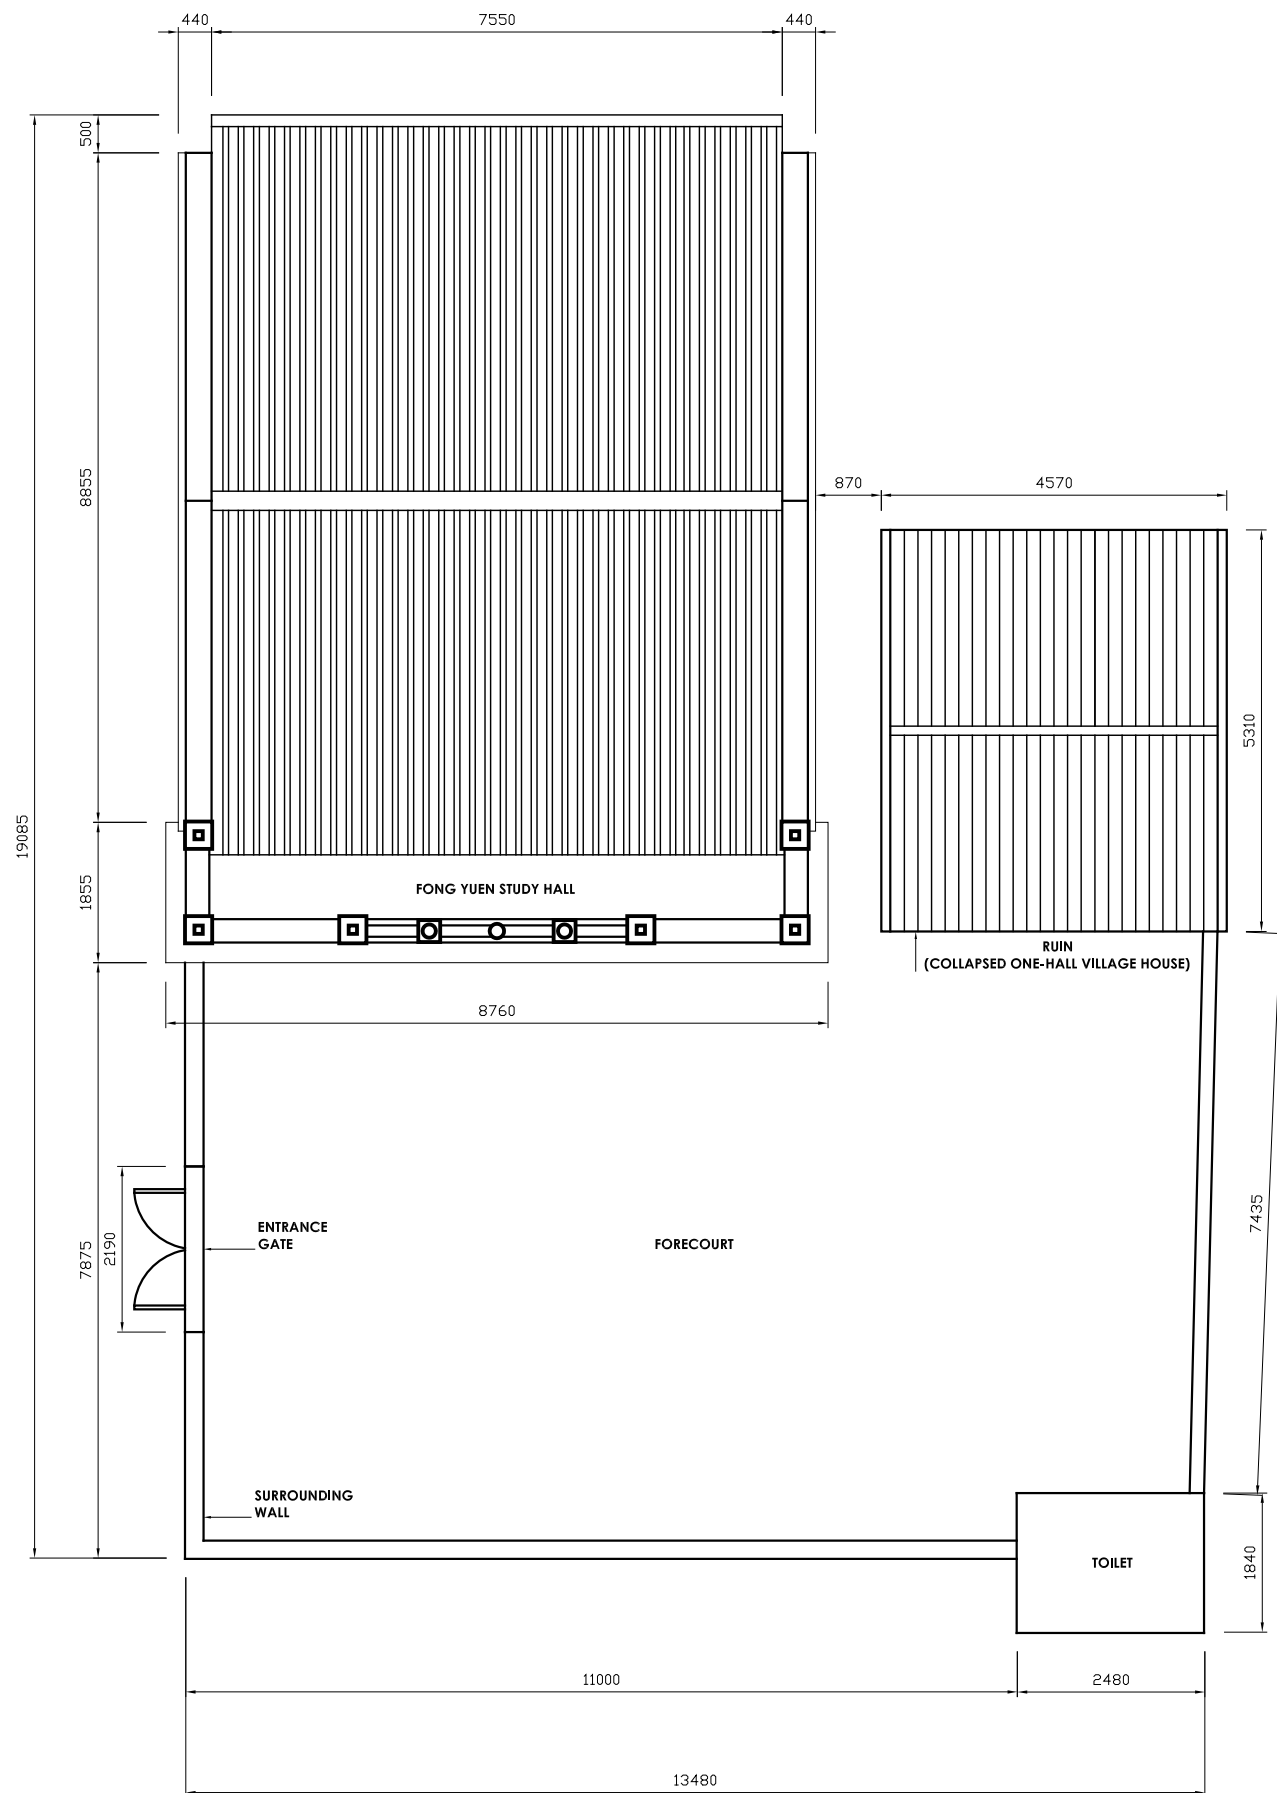 440
7550
440
500
8855
870
4570
5310
19085
1855
FONG YUEN STUDY HALL
RUIN
(COLLAPSED ONE-HALL VILLAGE HOUSE)
8760
7435
ENTRANCE
GATE
FORECOURT
2190
7875
SURROUNDING
WALL
TOILET
1840
11000
2480
13480